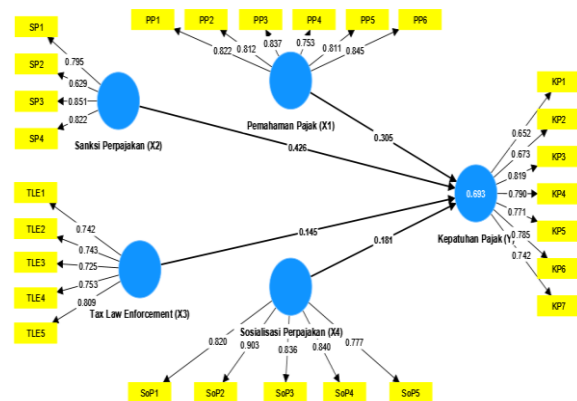 PP1 PP2 PP3 PP4 PP5 PP6
0.822 0.812 0.837 0.753 0.811 0.845
SP1
SP2
SP3
SP4
0.795
0.629
0.851
0.822
Sanksi Perpajakan (X2)
Pemahaman Pajak (X1)
0.305
0.426
0.145
0.181
TLE1
TLE2
TLE3
TLE4
TLE5
0.742
0.743
0.725
0.753
0.809
Tax Law Enforcement (X3)
Sosialisasi Perpajakan (X4)
0.820 0.903 0.836 0.840 0.777
SoP1 SoP2 SoP3 SoP4 SoP5
0.693
Kepatuhan Pajak (Y)
0.652
0.673
0.819
0.790
0.771
0.785
0.742
KP1
KP2
KP3
KP4
KP5
KP6
KP7